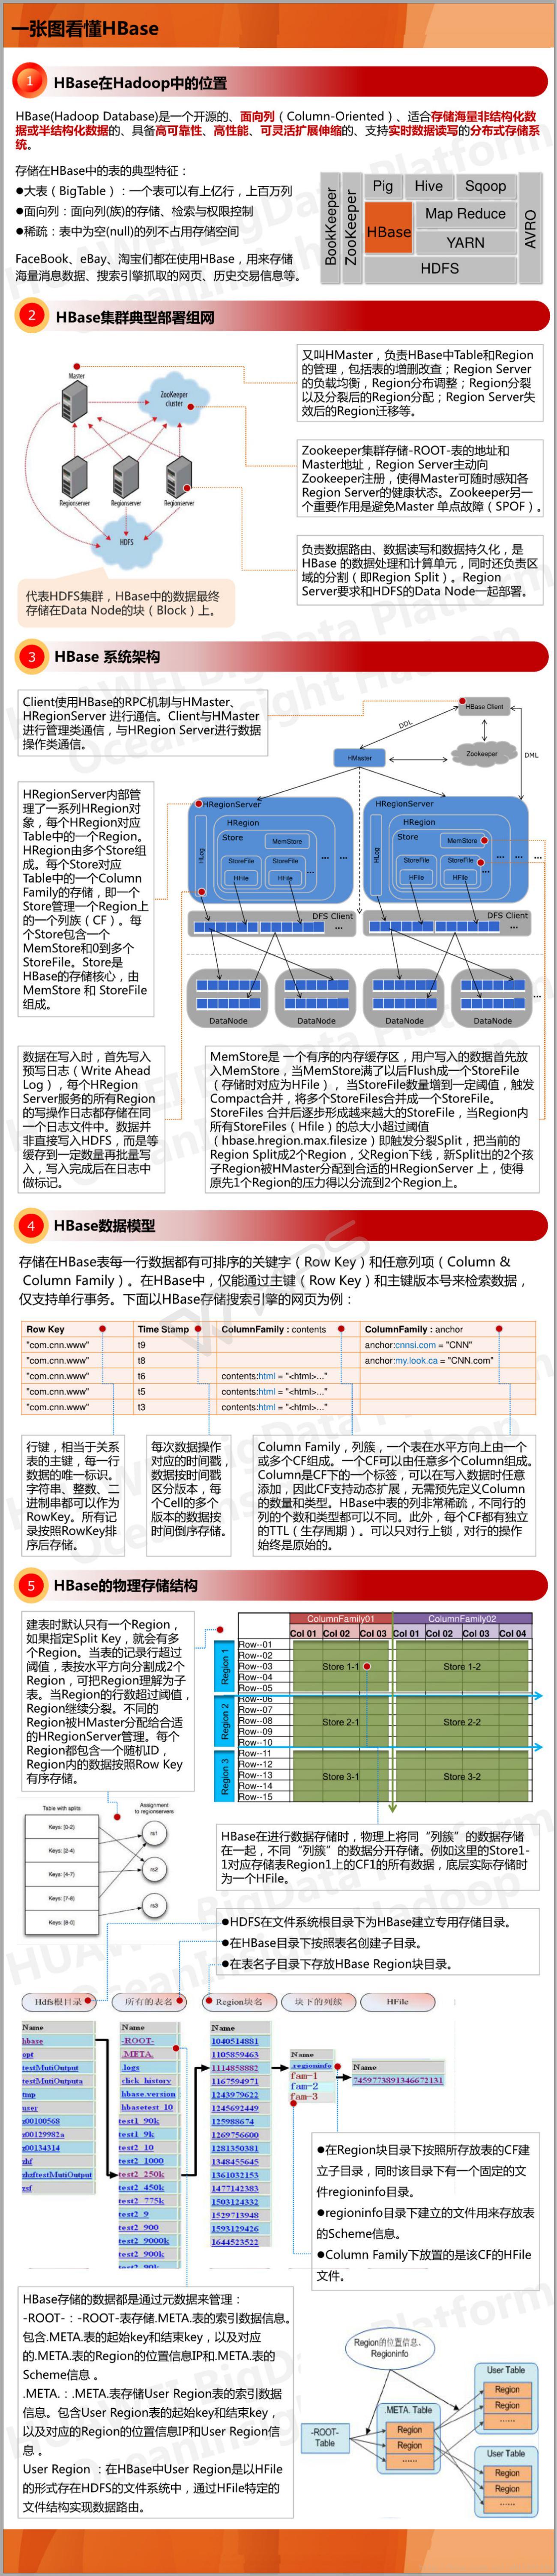 一张图看懂HBase
1
HBase在Hadoop中的位置
HBase(Hadoop Database)是一个开源的、面向列（Column-Oriented）、适合存储海量非结构化数
据或半结构化数据的、具备高可靠性、高性能、可灵活扩展伸缩的、支持实时数据读写的分布式存储系
统。
存储在HBase中的表的典型特征：
●大表（BigTable）：一个表可以有上亿行，上百万列
●面向列：面向列(族)的存储、检索与权限控制
●稀疏：表中为空(null)的列不占用存储空间
FaceBook、eBay、淘宝们都在使用HBase，用来存储
海量消息数据、搜索引擎抓取的网页、历史交易信息等。
BookKeeper
ZooKeeper
Pig
Hive
Sqoop
HBase
Map Reduce
YARN
HDFS
AVRO
2
HBase集群典型部署组网
Master
ZooKeeper
cluster
Regionserver
Regionserver
Regionserver
HDFS
又叫HMaster，负责HBase中Table和Region
的管理，包括表的增删改查；Region Server
的负载均衡，Region分布调整；Region分裂
以及分裂后的Region分配；Region Server失
效后的Region迁移等。
Zookeeper集群存储-ROOT-表的地址和
Master地址，Region Server主动向
Zookeeper注册，使得Master可随时感知各
Region Server的健康状态。Zookeeper另一
个重要作用是避免Master 单点故障（SPOF）。
负责数据路由、数据读写和数据持久化，是
HBase 的数据处理和计算单元，同时还负责区
域的分割（即Region Split）。Region
Server要求和HDFS的Data Node一起部署。
代表HDFS集群，HBase中的数据最终
存储在Data Node的块（Block）上。
3
HBase 系统架构
Client使用HBase的RPC机制与HMaster、
HRegionServer 进行通信。Client与HMaster
进行管理类通信，与HRegion Server进行数据
操作类通信。
HBase Client
DDL
HMaster
Zookeeper
DML
HRegionServer内部管
理了一系列HRegion对
象，每个HRegion对应
Table中的一个Region,
HRegion由多个Store组
成。每个Store对应
Table中的一个Column
Family的存储，即一个
Store管理一个Region上
的一个列族（CF）。每
个Store包含一个
MemStore和0到多个
StoreFile。Store是
HBase的存储核心，由
MemStore 和 StoreFile
组成。
HRegionServer
HRegion
Store
MemStore
HLog
StoreFile
StoreFile
HFile
HFile
...
...
...
DFS Client
...
HRegionServer
HRegion
Store
MemStore
HLog
StoreFile
StoreFile
HFile
HFile
...
...
...
DFS Client
...
DataNode
DataNode
DataNode
DataNode
...
数据在写入时，首先写入
预写日志（Write Ahead
Log），每个HRegion
Server服务的所有Region
的写操作日志都存储在同
一个日志文件中。数据并
非直接写入HDFS，而是等
缓存到一定数量再批量写
入，写入完成后在日志中
做标记。
MemStore是 一个有序的内存缓存区，用户写入的数据首先放
入MemStore，当MemStore满了以后Flush成一个StoreFile
（存储时对应为HFile）， 当StoreFile数量增到一定阈值，触发
Compact合并，将多个StoreFiles合并成一个StoreFile。
StoreFiles 合并后逐步形成越来越大的StoreFile，当Region内
所有StoreFiles（Hfile）的总大小超过阈值
（hbase.hregion.max.filesize）即触发分裂Split，把当前的
Region Split成2个Region，父Region下线，新Split出的2个孩
子Region被HMaster分配到合适的HRegionServer 上，使得
原先1个Region的压力得以分流到2个Region上。
4
HBase数据模型
存储在HBase表每一行数据都有可排序的关键字（Row Key）和任意列项（Column &
Column Family）。在HBase中，仅能通过主键（Row Key）和主键版本号来检索数据，
仅支持单行事务。下面以HBase存储搜索引擎的网页为例：
Row Key Time Stamp ColumnFamily : contents ColumnFamily : anchor
"com.cnn.www" t9 anchor:cnnsi.com = "CNN"
"com.cnn.www" t8 anchor:my.look.ca = "CNN.com"
"com.cnn.www" t6 contents:html = "<html>..."
"com.cnn.www" t5 contents:html = "<html>..."
"com.cnn.www" t3 contents:html = "<html>..."
行键，相当于关系
表的主键，每一行
数据的唯一标识。
字符串、整数、二
进制串都可以作为
RowKey。所有记
录按照RowKey排
序后存储。
每次数据操作
对应的时间戳，
数据按时间戳
区分版本，每
个Cell的多个
版本的数据按
时间倒序存储。
Column Family，列族，一个表在水平方向上由一个
或多个CF组成。一个CF可以由任意多个Column组成。
Column是CF下的一个标签，可以在写入数据时任意
添加，因此CF支持动态扩展，无需预先定义Column
的数量和类型。HBase中表的列非常稀疏，不同行的
列的个数和类型都可以不同。此外，每个CF都有独立
的TTL（生存周期）。可以只对行上锁，对行的操作
始终是原始的。
5
HBase的物理存储结构
建表时默认只有一个Region，
如果指定Split Key，就会有多
个Region。当表的记录行超过
阈值，表按水平方向分割成2个
Region，可把Region理解为子
表。当Region的行数超过阈值，
Region继续分裂。不同的
Region被HMaster分配给合适
的HRegionServer管理。每个
Region都包含一个随机ID，
Region内的数据按照Row Key
有序存储。
ColumnFamily01 ColumnFamily02
Col 01 Col 02 Col 03 Col 01 Col 02 Col 03 Col 04
Region 1
Row--01
Row--02
Row--03
Row--04
Row--05
Store 1-1
Store 1-2
Region 2
Row--06
Row--07
Row--08
Row--09
Row--10
Store 2-1
Store 2-2
Region 3
Row--11
Row--12
Row--13
Row--14
Row--15
Store 3-1
Store 3-2
Table with splits
Assignment
to regionservers
Keys: [0-2)
Keys: [2-4)
Keys: [4-7)
Keys: [7-8)
Keys: [8-0]
rs1
rs2
rs3
HBase在进行数据存储时，物理上将同“列族”的数据存储
在一起，不同“列族”的数据分开存储。例如这里的Store1-
1对应存储表Region1上的CF1的所有数据，底层实际存储时
为一个HFile。
●HDFS在文件系统根目录下为HBase建立专用存储目录。
●在HBase目录下按照表名创建子目录。
●在表名子目录下存放HBase Region块目录。
Hdfs根目录
所有的表名
Region块名
块下的列族
HFile
Name
hbase
opt
testMutiOutput
testMutiOutputa
tmp
user
z00100568
z00129982a
z00134314
zhf
zhzftestMutiOutput
zsf
Name
-ROOT-
.META.
.logs
click_history
hbase.version
hbasetest_10
test1_90k
test1_9k
test2_10
test2_1000
test2_250k
test2_450k
test2_775k
test2_9
test2_900
test2_9000k
test2_900k
test2_90k
Name
1040514881
1105859463
1114858882
1167594971
1243979622
1245692449
125988674
1269756600
1281350381
1348455645
1361032153
1477142383
1503124332
1529713948
1593129426
1644523522
Name
.regioninfo
fam-1
fam-2
fam-3
Name
7459773891346672131
●在Region块目录下按照所存放表的CF建
立子目录，同时该目录下有一个固定的文
件regioninfo目录。
●regioninfo目录下建立的文件用来存放表
的Scheme信息。
●Column Family下放置的是该CF的HFile
文件。
HBase存储的数据都是通过元数据来管理：
-ROOT-：-ROOT-表存储.META.表的索引数据信息。
包含.META.表的起始key和结束key，以及对应
的.META.表的Region的位置信息IP和.META.表的
Scheme信息 。
.META.：.META.表存储User Region表的索引数据
信息。包含User Region表的起始key和结束key，
以及对应的Region的位置信息IP和User Region信
息 。
User Region ：在HBase中User Region是以HFile
的形式存在HDFS的文件系统中，通过HFile特定的
文件结构实现数据路由。
Region的位置信息、
Regioninfo
-ROOT-
Table
.META. Table
Region
Region
......
User Table
Region
Region
......
User Table
Region
Region
......